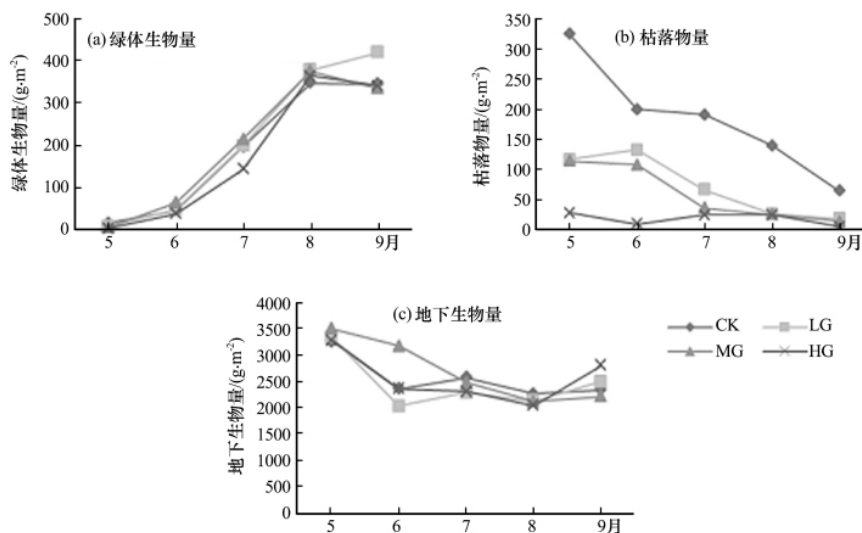 (a) 绿体生物量
绿体生物量/(g·m⁻²)
500
400
300
200
100
0
5 6 7 8 9月
(b) 枯落物量
枯落物量/(g·m⁻²)
350
300
250
200
150
100
50
0
5 6 7 8 9月
(c) 地下生物量
地下生物量/(g·m⁻²)
4000
3500
3000
2500
2000
1500
1000
500
0
5 6 7 8 9月
CK LG
MG HG